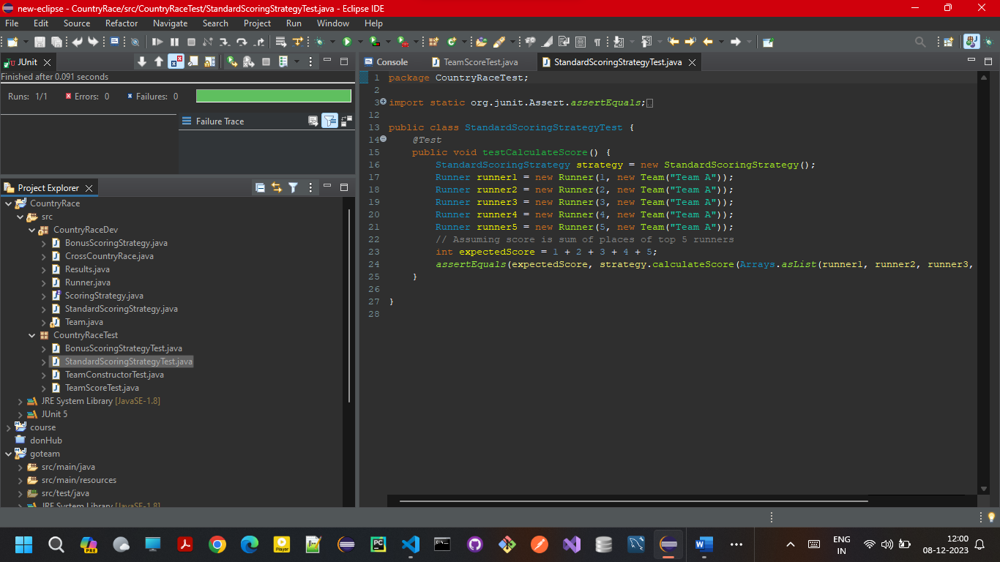 new-eclipse - CountryRace/src/CountryRaceTest/StandardScoringStrategyTest.java - Eclipse IDE
File Edit Source Refactor Navigate Search Project Run Window Help
JUnit
Finished after 0.091 seconds
Runs: 1/1 Errors: 0 Failures: 0
Failure Trace
Project Explorer
CountryRace
src
CountryRaceDev
BonusScoringStrategy.java
CrossCountryRace.java
Results.java
Runner.java
ScoringStrategy.java
StandardScoringStrategy.java
Team.java
CountryRaceTest
BonusScoringStrategyTest.java
StandardScoringStrategyTest.java
TeamConstructorTest.java
TeamScoreTest.java
JRE System Library [JavaSE-1.8]
JUnit 5
course
donHub
goteam
src/main/java
src/main/resources
src/test/java
JRE System Library [JavaSE-1.8]
Console TeamScoreTest.java StandardScoringStrategyTest.java
1 package CountryRaceTest;
2
3 import static org.junit.Assert.assertEquals;
12
13 public class StandardScoringStrategyTest {
14 @Test
15 public void testCalculateScore() {
16 StandardScoringStrategy strategy = new StandardScoringStrategy();
17 Runner runner1 = new Runner(1, new Team("Team A"));
18 Runner runner2 = new Runner(2, new Team("Team A"));
19 Runner runner3 = new Runner(3, new Team("Team A"));
20 Runner runner4 = new Runner(4, new Team("Team A"));
21 Runner runner5 = new Runner(5, new Team("Team A"));
22 // Assuming score is sum of places of top 5 runners
23 int expectedScore = 1 + 2 + 3 + 4 + 5;
24 assertEquals(expectedScore, strategy.calculateScore(Arrays.asList(runner1, runner2, runner3,
25 }
26
27 }
28
PRE
Player
PC
ENG
IN
12:00
08-12-2023